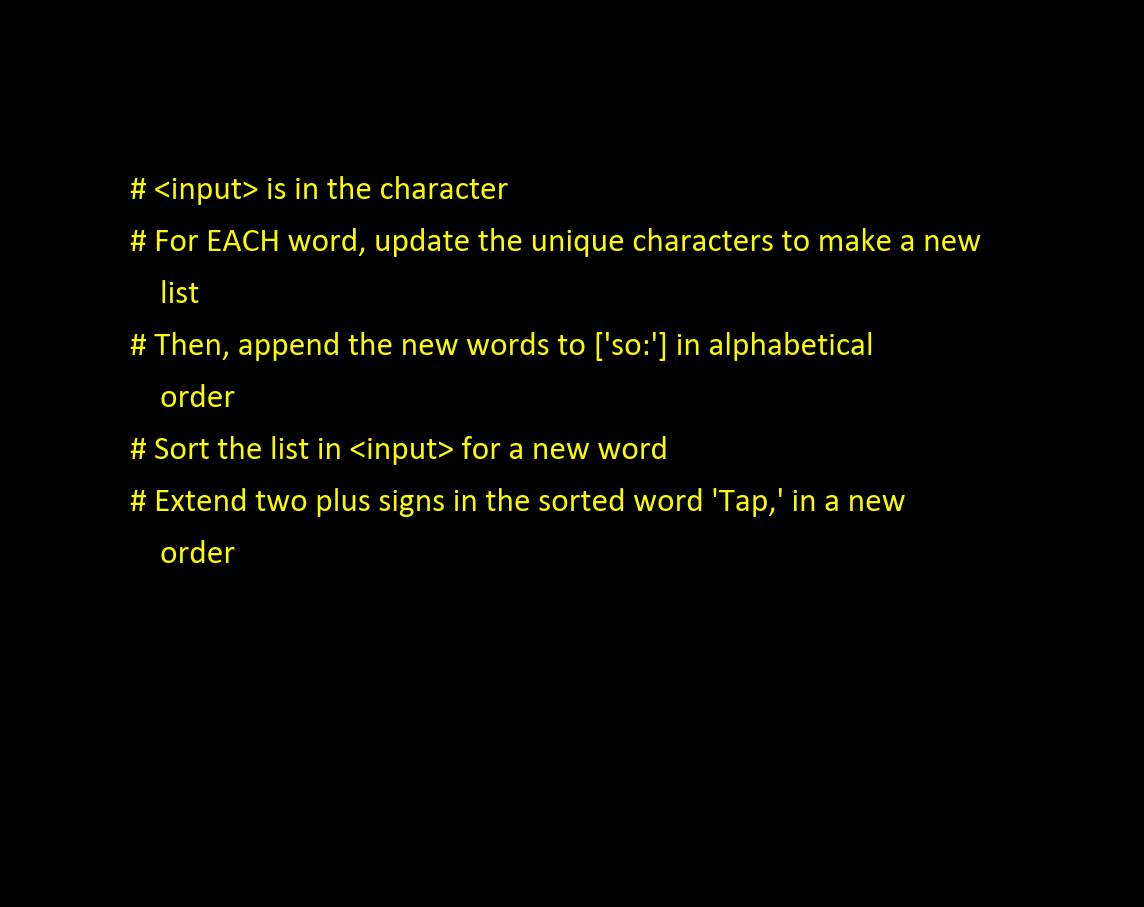 # <input> is in the character
# For EACH word, update the unique characters to make a new
list
# Then, append the new words to ['so:'] in alphabetical
order
# Sort the list in <input> for a new word
# Extend two plus signs in the sorted word 'Tap,' in a new
order